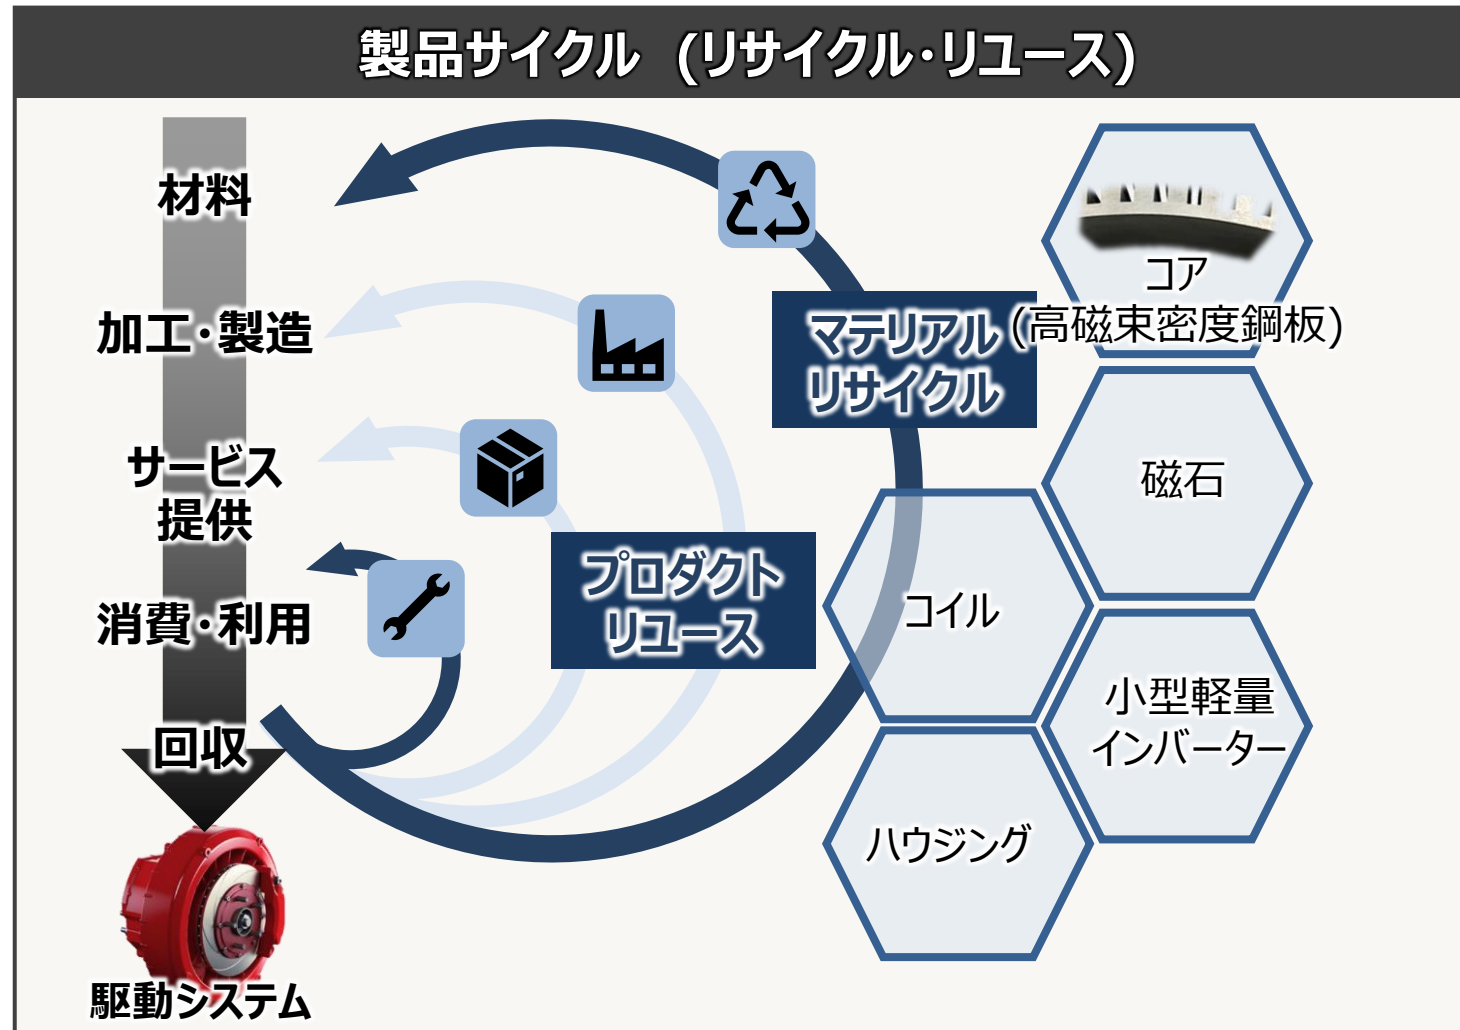 製品サイクル (リサイクル・リユース)
材料
加工・製造
サービス
提供
消費・利用
回収
駆動システム
マテリアル
リサイクル
プロダクト
リユース
コア
(高磁束密度鋼板)
磁石
コイル
小型軽量
インバーター
ハウジング